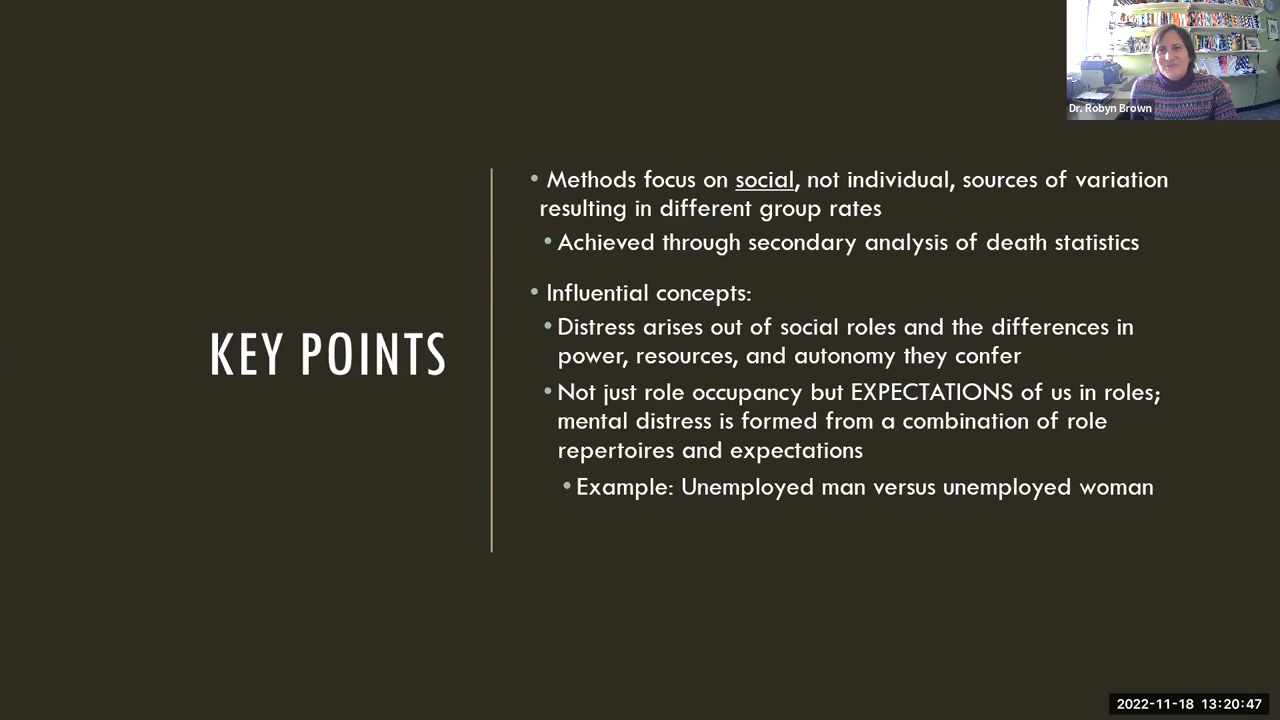 Dr. Robyn Brown
KEY POINTS
• Methods focus on social, not individual, sources of variation
resulting in different group rates
• Achieved through secondary analysis of death statistics
• Influential concepts:
• Distress arises out of social roles and the differences in
power, resources, and autonomy they confer
• Not just role occupancy but EXPECTATIONS of us in roles;
mental distress is formed from a combination of role
repertoires and expectations
• Example: Unemployed man versus unemployed woman
2022-11-18 13:20:47